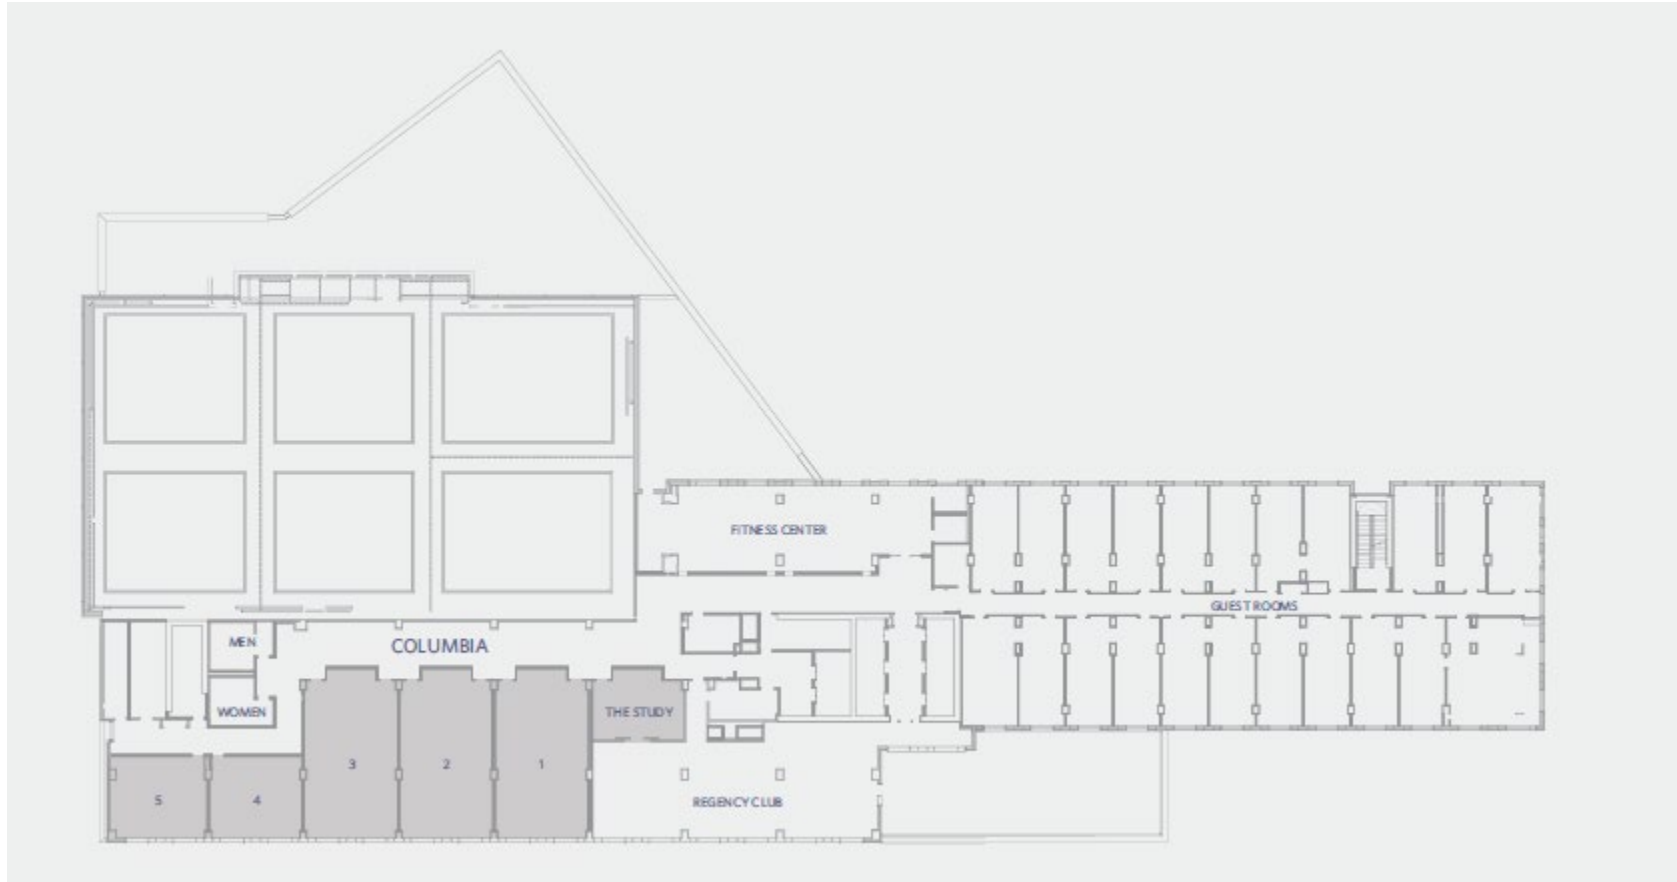 FITNESS CENTER
GUEST ROOMS
MEN
COLUMBIA
WOMEN
THE STUDY
3
2
1
5
4
REGENCY CLUB